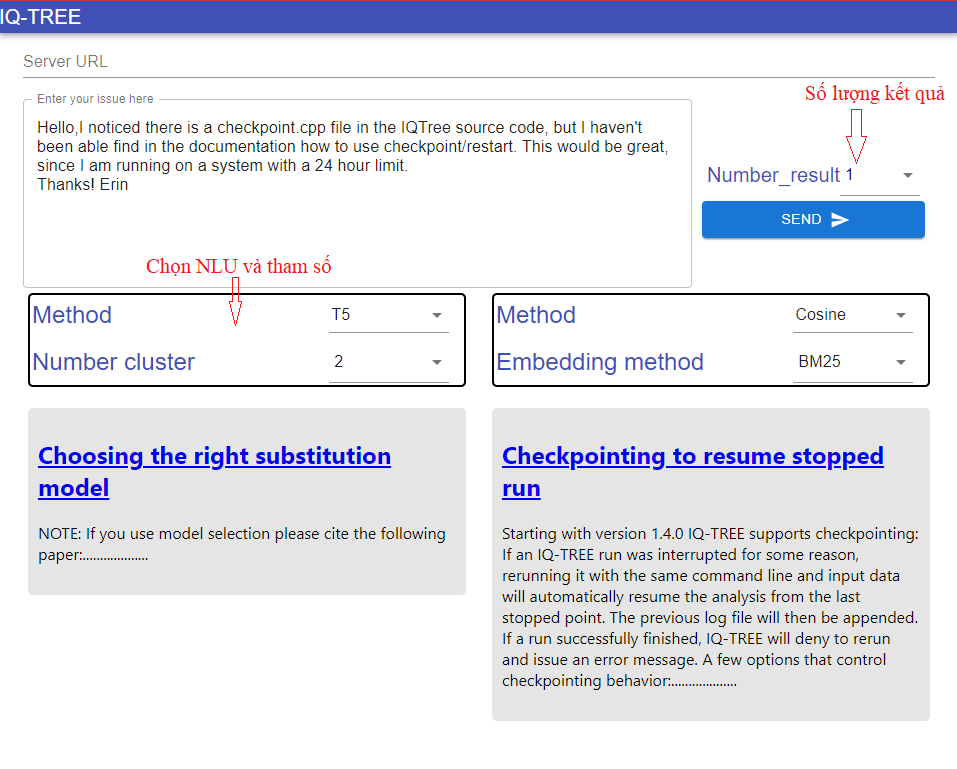 IQ-TREE
Server URL
Enter your issue here
Hello,I noticed there is a checkpoint.cpp file in the IQTree source code, but I haven't
been able find in the documentation how to use checkpoint/restart. This would be great,
since I am running on a system with a 24 hour limit.
Thanks! Erin
Số lượng kết quả
Number_result 1
SEND
Chọn NLU và tham số
Method T5
Number cluster 2
Method Cosine
Embedding method BM25
Choosing the right substitution
model
NOTE: If you use model selection please cite the following
paper:...................
Checkpointing to resume stopped
run
Starting with version 1.4.0 IQ-TREE supports checkpointing:
If an IQ-TREE run was interrupted for some reason,
rerunning it with the same command line and input data
will automatically resume the analysis from the last
stopped point. The previous log file will then be appended.
If a run successfully finished, IQ-TREE will deny to rerun
and issue an error message. A few options that control
checkpointing behavior:...................